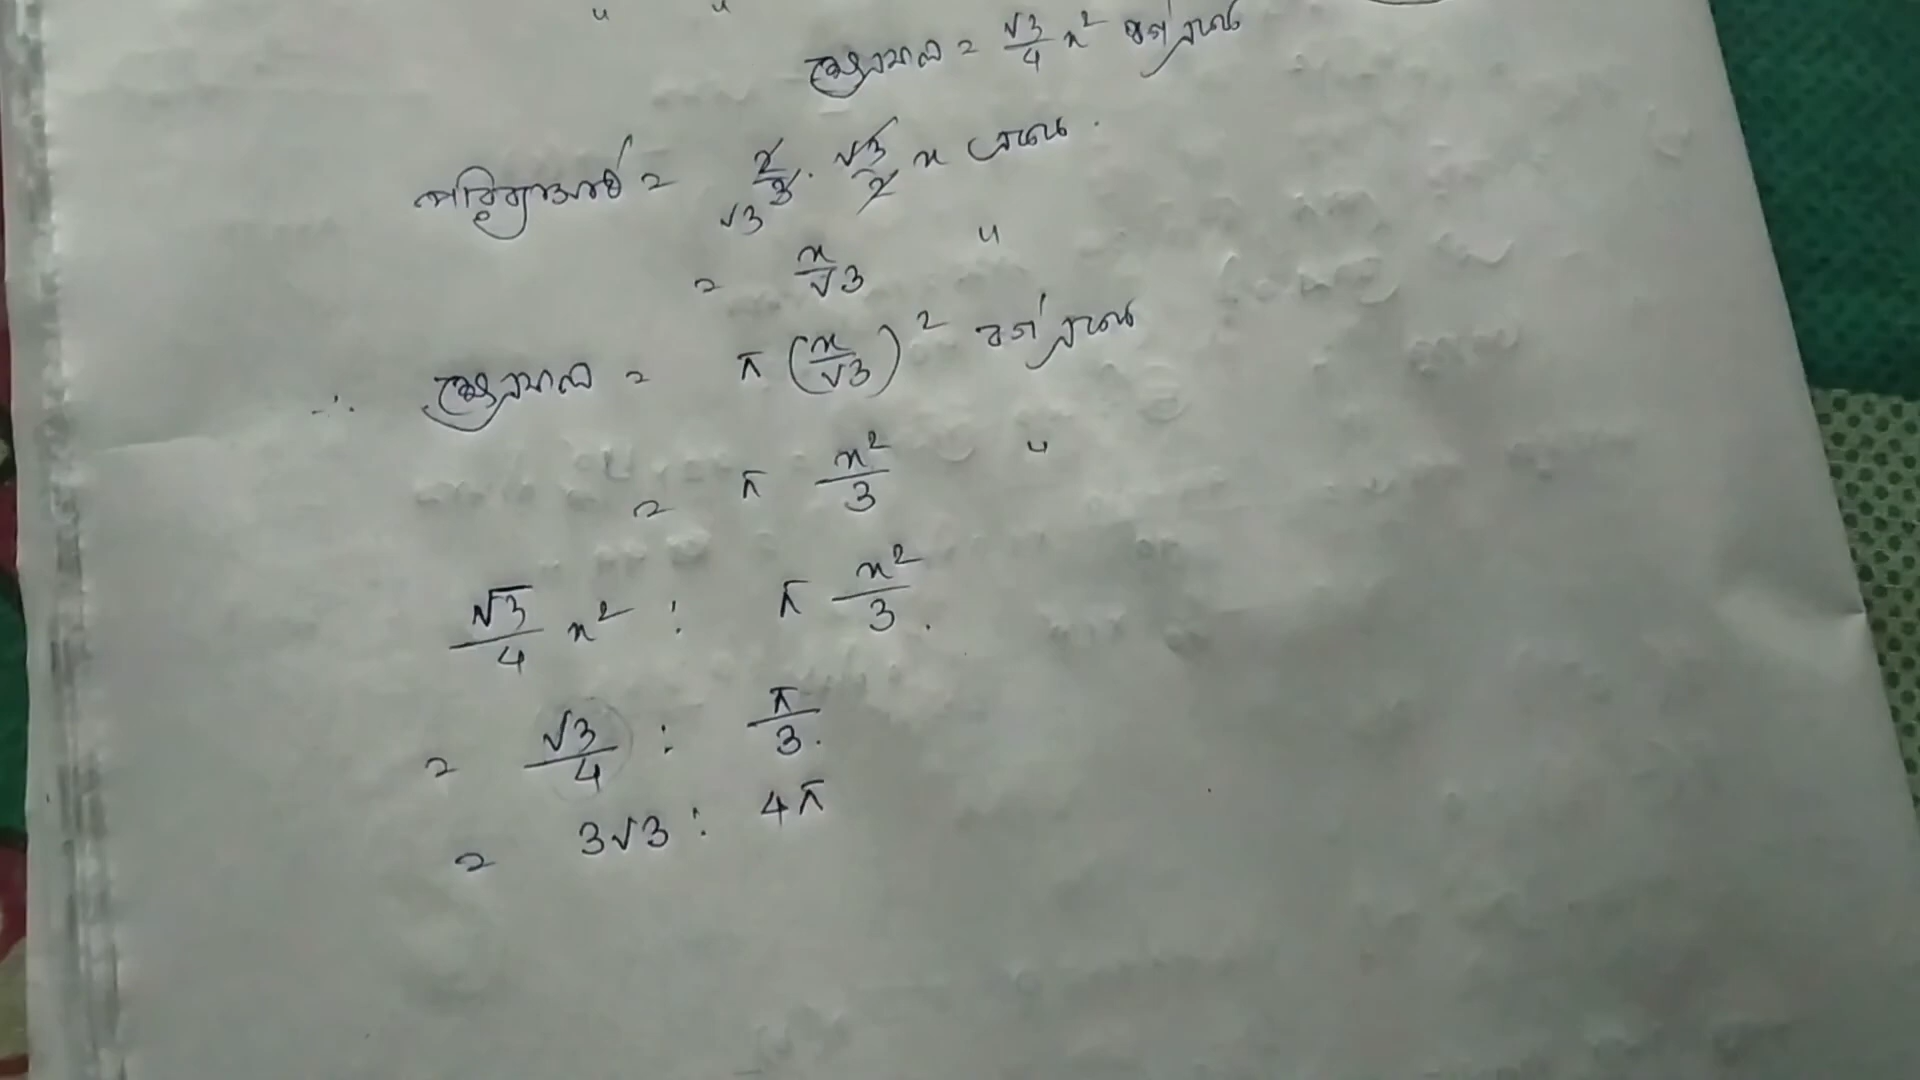 " "
ক্ষেত্রফল = √3/4 x² বর্গ একক
পরিব্যাসার্ধ = 2/3 · √3/2 x একক .
√3
= x/√3 "
∴ ক্ষেত্রফল = π (x/√3)² বর্গ একক
= π x²/3 "
√3/4 x² : π x²/3 .
= √3/4 : π/3 .
= 3√3 : 4π